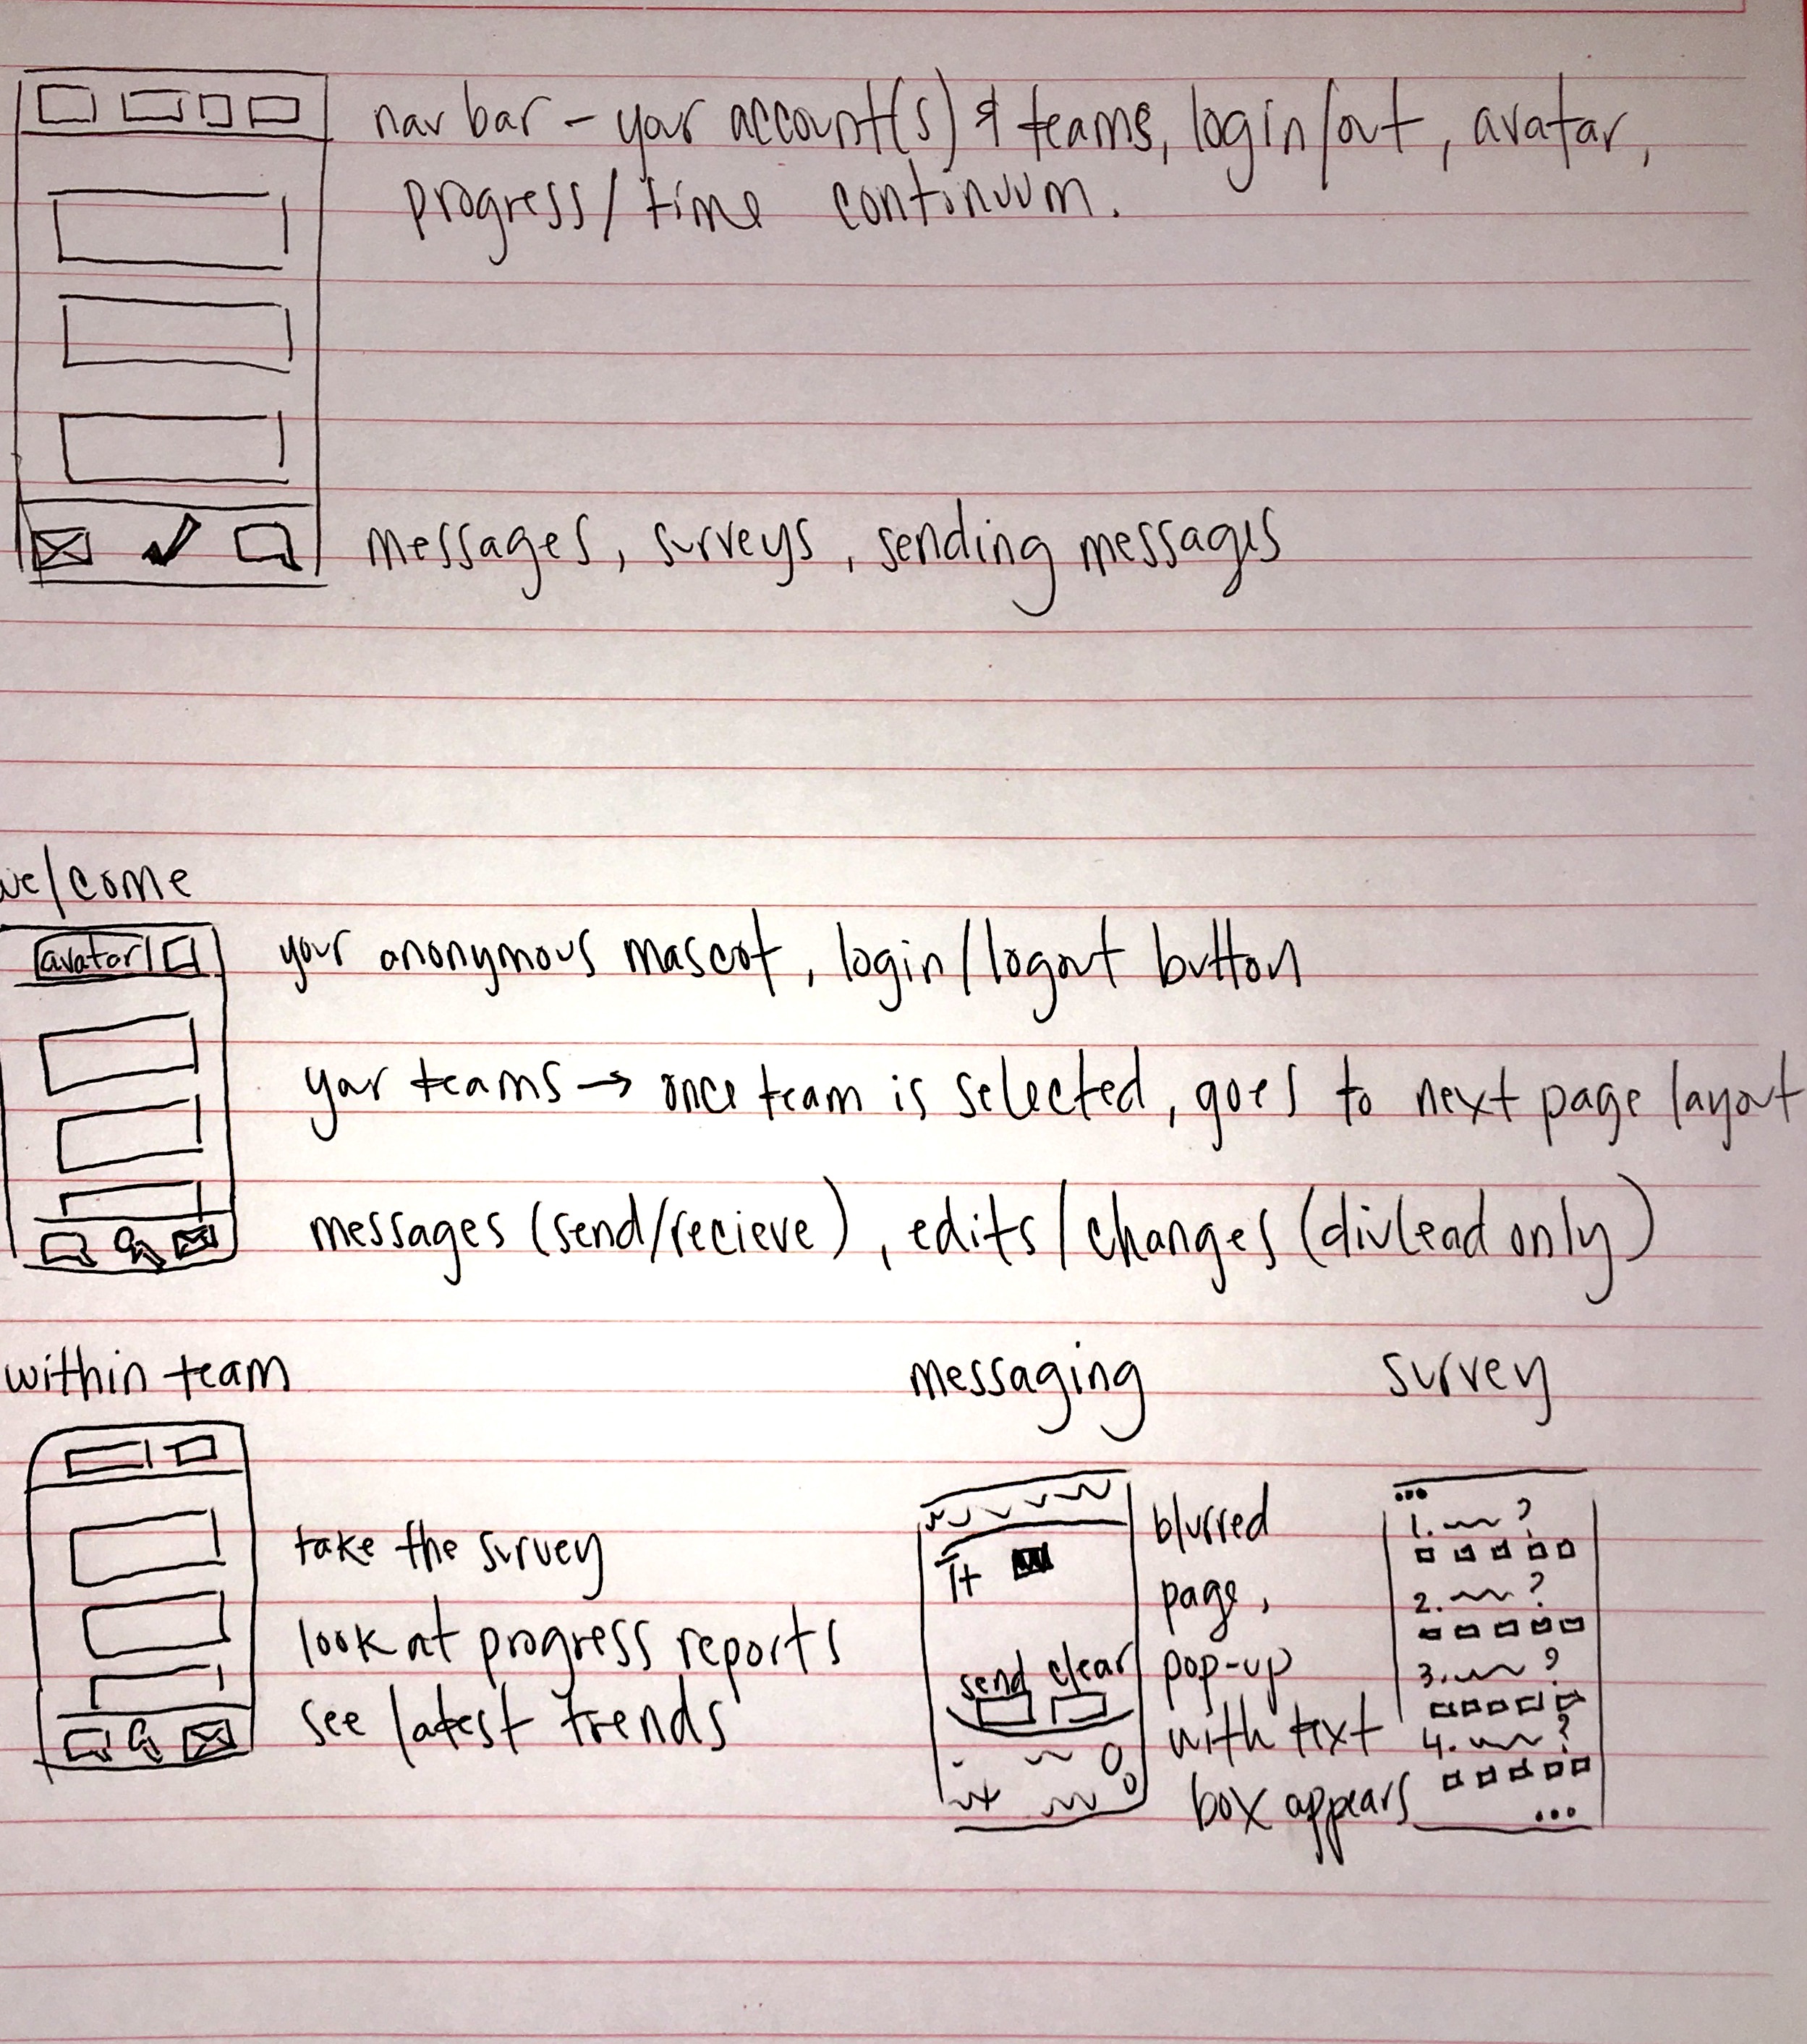 nav bar - your account(s) & teams, login/out, avatar,
progress/time continuum.
messages, surveys, sending messages
welcome
avatar
your anonymous mascot, login/logout button
your teams → once team is selected, goes to next page layout
messages (send/recieve), edits/changes (divlead only)
within team
messaging
survey
take the survey
look at progress reports
see latest trends
send clear
blurred
page,
pop-up
with text
box appears
...
1. ?
2. ?
3. ?
4. ?
...